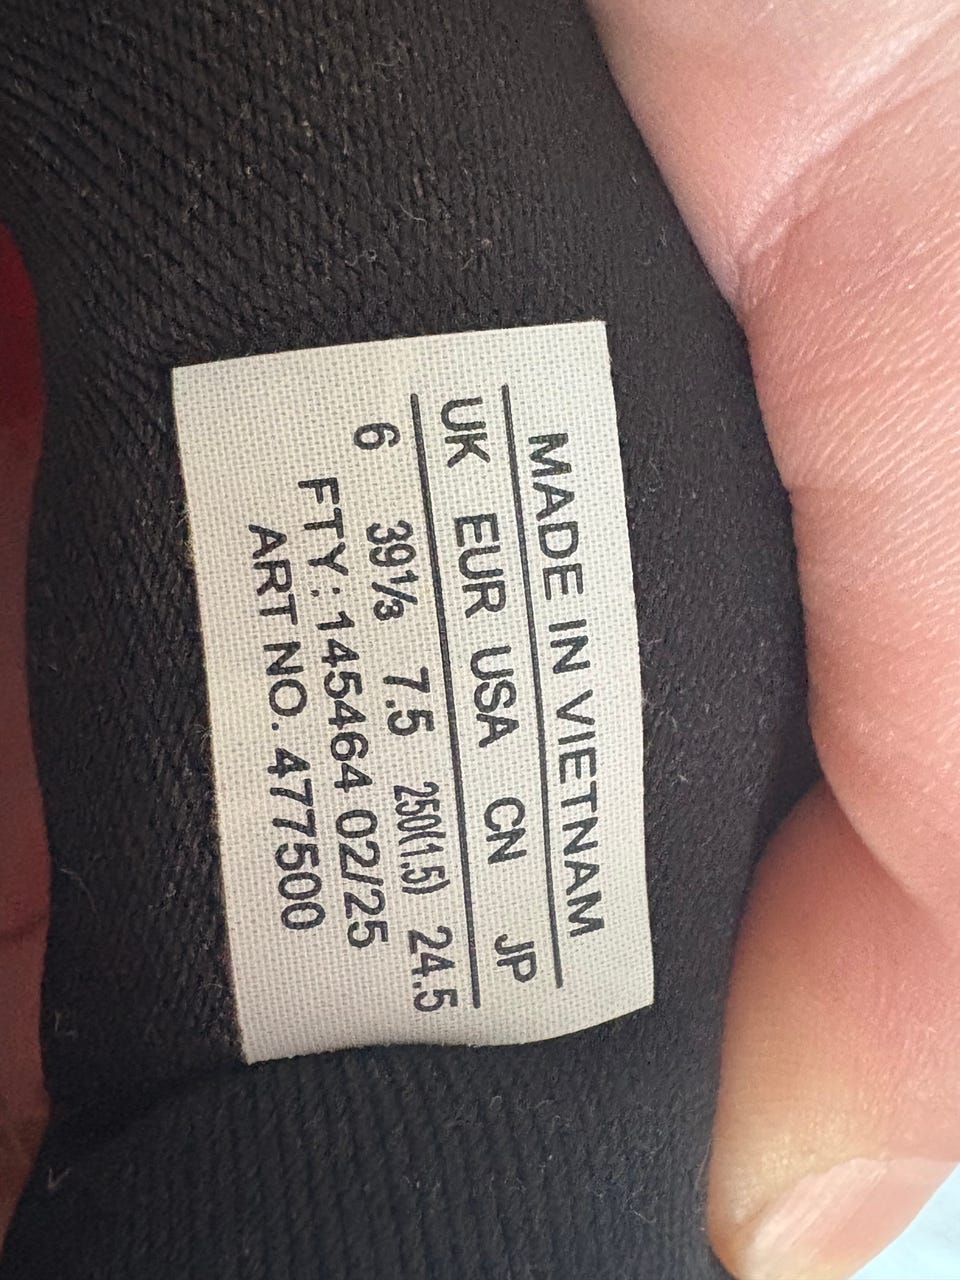 MADE IN VIETNAM
UK EUR USA CN JP
6 39⅓ 7.5 250(1.5) 24.5
FTY: 145464 02/25
ART NO. 477500